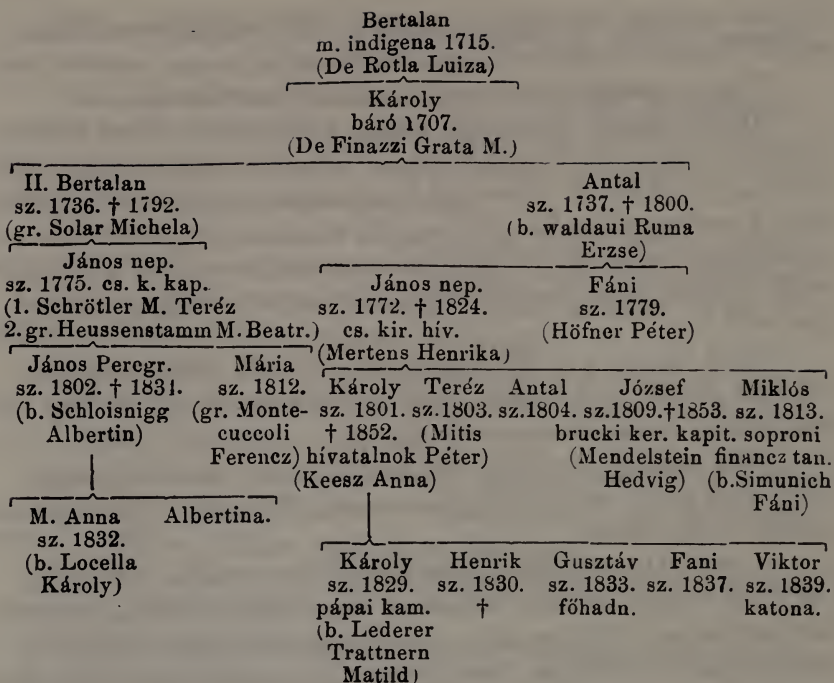 Bertalan
m. indigena 1715.
(De Rotla Luiza)
Károly
báró 1707.
(De Finazzi Grata M.)
II. Bertalan Antal
sz. 1736. † 1792. sz. 1737. † 1800.
(gr. Solar Michela) (b. waldaui Ruma
Erzse)
János nep. János nep. Fáni
sz. 1775. cs. k. kap. sz. 1772. † 1824. sz. 1779.
(1. Schrötler M. Teréz cs. kir. hív. (Höfner Péter)
2. gr. Heussenstamm M. Beatr.) (Mertens Henrika)
János Peregr. Mária Károly Teréz Antal József Miklós
sz. 1802. † 1831. sz. 1812. sz. 1801. sz. 1803. sz. 1804. sz. 1809. † 1853. sz. 1813.
(b. Schloisnigg (gr. Monte- † 1852. (Mitis brucki ker. kapit. soproni
Albertin) cuccoli hívatalnok Péter) (Mendelstein financz tan.
Ferencz) (Keesz Anna) Hedvig) (b. Simunich
Fáni)
M. Anna Albertina.
sz. 1832.
(b. Locella
Károly)
Károly Henrik Gusztáv Fani Viktor
sz. 1829. sz. 1830. sz. 1833. sz. 1837. sz. 1839.
pápai kam. † főhadn. katona.
(b. Lederer
Trattnern
Matild)